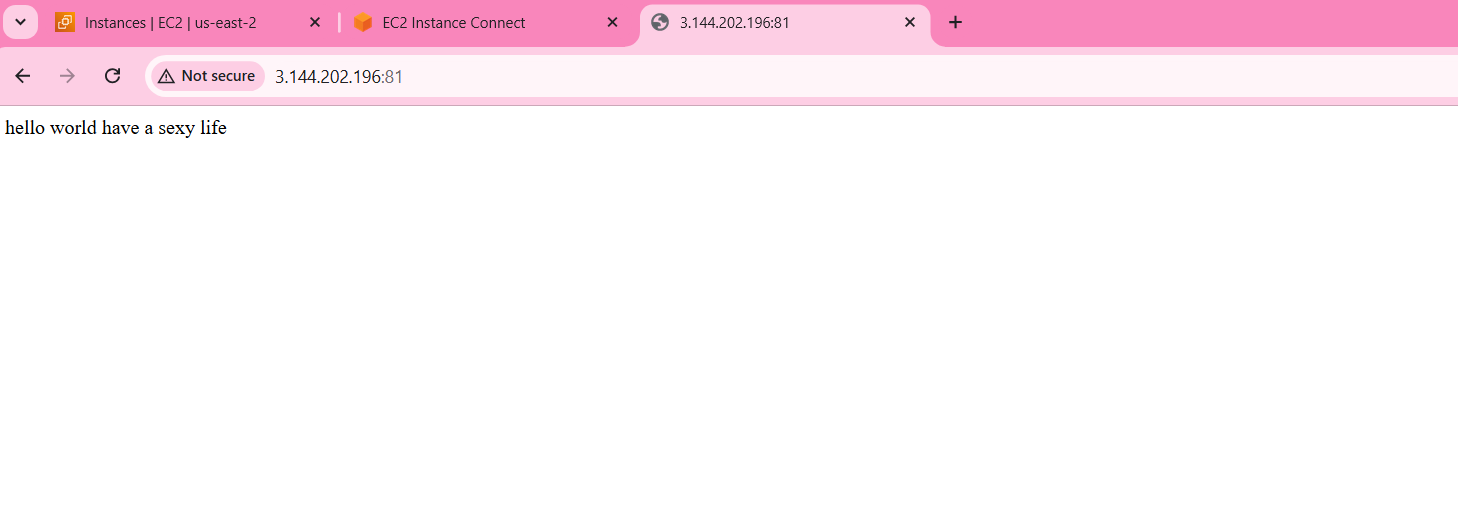 Instances | EC2 | us-east-2
EC2 Instance Connect
3.144.202.196:81
Not secure
3.144.202.196:81
hello world have a sexy life